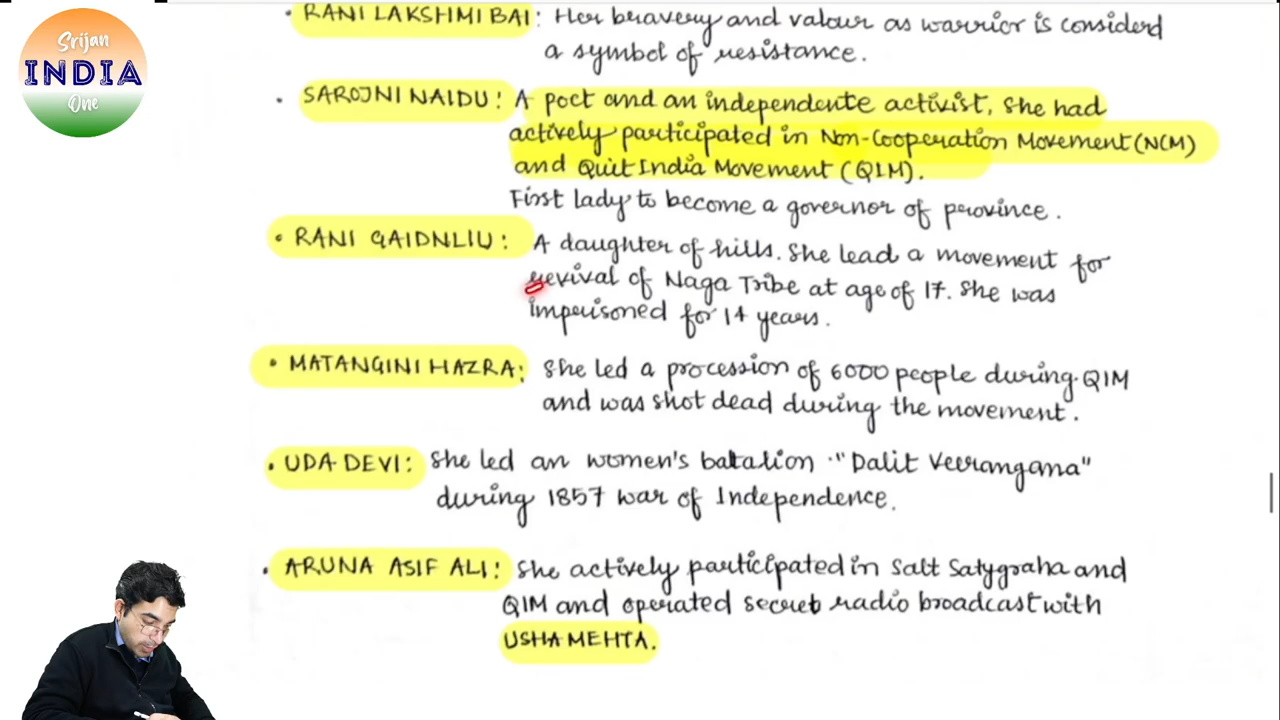 Srijan
INDIA
One
• RANI LAKSHMI BAI: Her bravery and valour as warrior is considerd
a symbol of resistance.
• SAROJNI NAIDU: A poet and an independente activist, She had
actively participated in Non-Cooperation Movement (NCM)
and Quit India Movement (QIM).
First lady to become a governor of province.
• RANI GAIDNLIU: A daughter of hills. She lead a movement for
revival of Naga Tribe at age of 17. She was
imprisoned for 14 years.
• MATANGINI HAZRA: She led a procession of 6000 people during QIM
and was shot dead during the movement.
• UDA DEVI: She led an women's battalion "Dalit Veerangana"
during 1857 war of Independence.
• ARUNA ASIF ALI: She actively participated in Salt Satygraha and
QIM and operated secret radio broadcast with
USHA MEHTA.